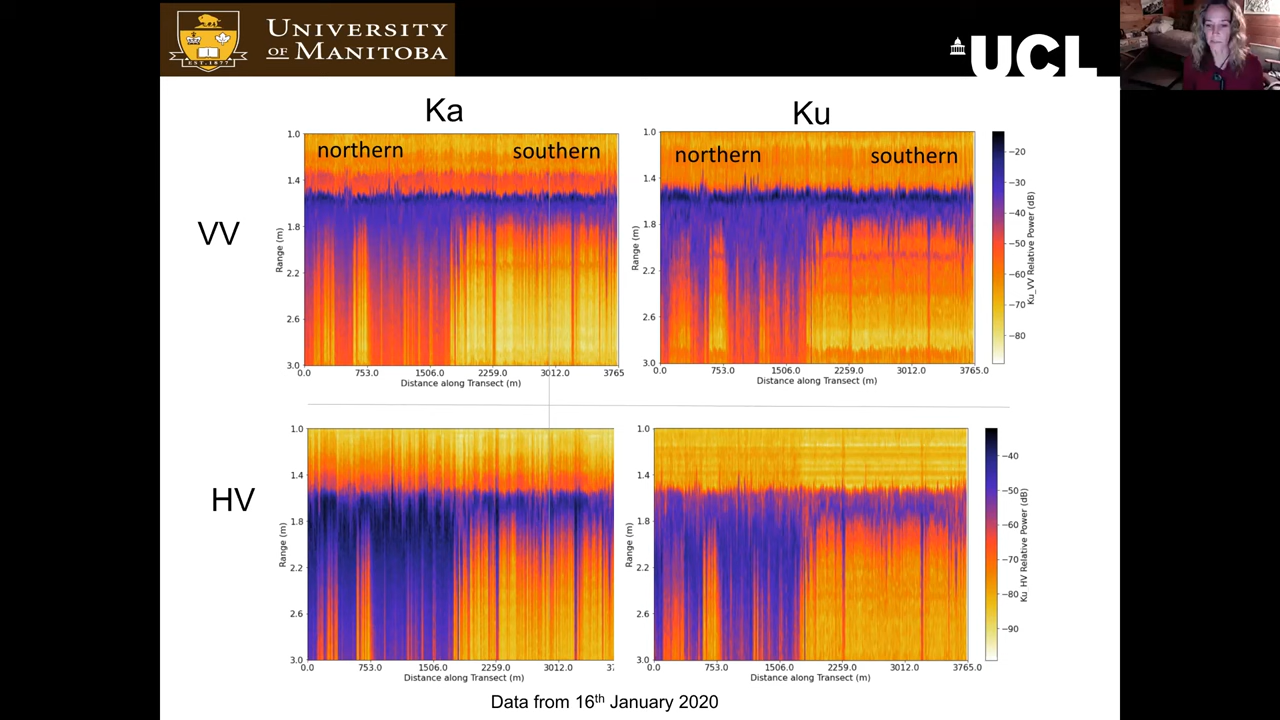 UNIVERSITY
OF MANITOBA
EST. 1877
UCL
Ka
Ku
VV
northern
southern
1.0
1.4
1.8
2.2
2.6
3.0
Range (m)
0.0
753.0
1506.0
2259.0
3012.0
3765
Distance along Transect (m)
northern
southern
1.0
1.4
1.8
2.2
2.6
3.0
Range (m)
0.0
753.0
1506.0
2259.0
3012.0
3765.0
Distance along Transect (m)
−20
−30
−40
−50
−60
−70
−80
Ku_VV Relative Power (dB)
HV
1.0
1.4
1.8
2.2
2.6
3.0
Range (m)
0.0
753.0
1506.0
2259.0
3012.0
37
Distance along Transect (m)
1.0
1.4
1.8
2.2
2.6
3.0
Range (m)
0.0
753.0
1506.0
2259.0
3012.0
3765.0
Distance along Transect (m)
−40
−50
−60
−70
−80
−90
Ku_HV Relative Power (dB)
Data from 16th January 2020